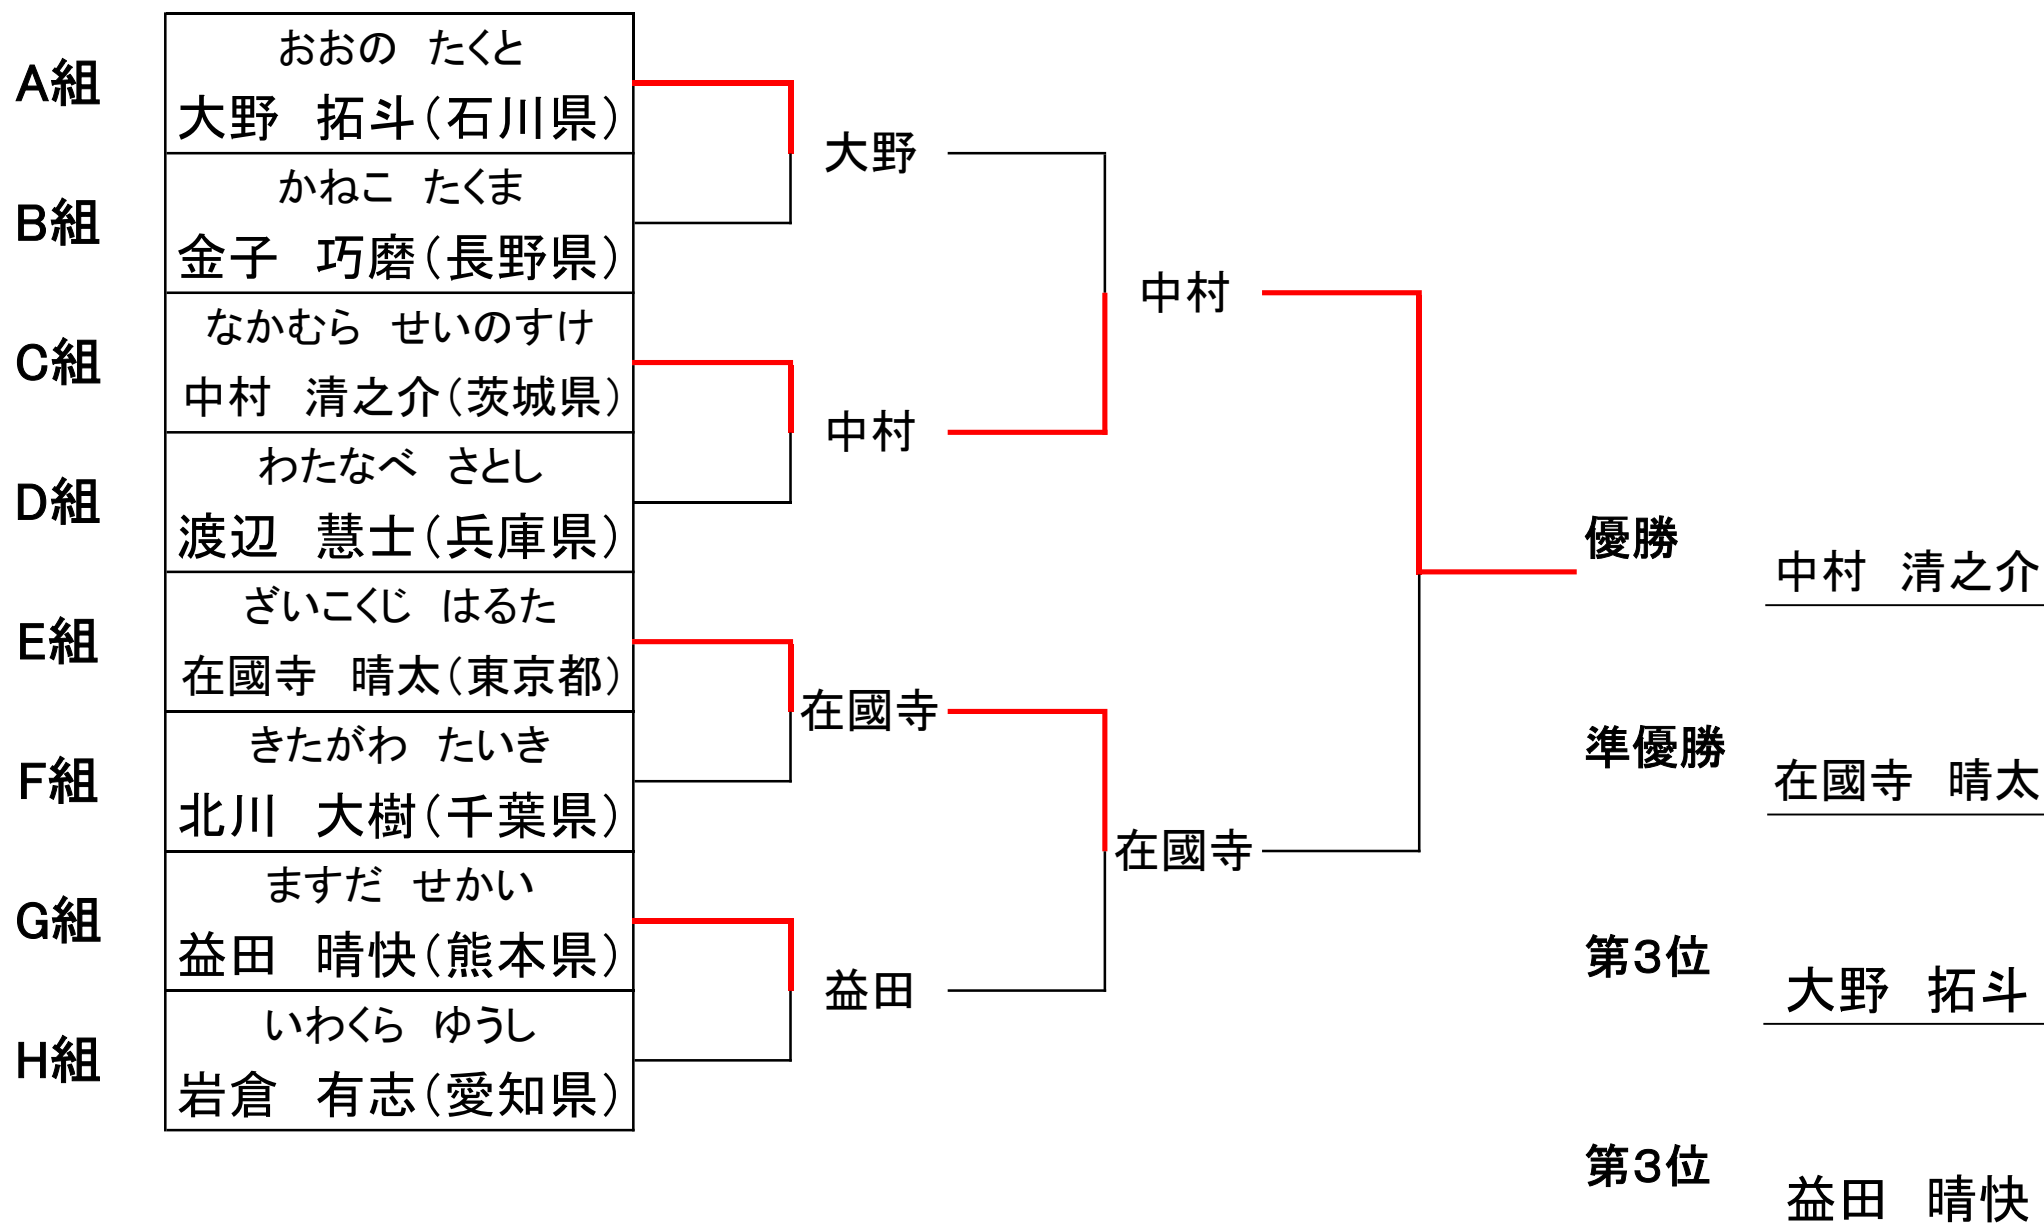 A組
おおの　たくと
大野　拓斗（石川県）
B組
かねこ　たくま
金子　巧磨（長野県）
C組
なかむら　せいのすけ
中村　清之介（茨城県）
D組
わたなべ　さとし
渡辺　慧士（兵庫県）
E組
ざいこくじ　はるた
在國寺　晴太（東京都）
F組
きたがわ　たいき
北川　大樹（千葉県）
G組
ますだ　せかい
益田　晴快（熊本県）
H組
いわくら　ゆうし
岩倉　有志（愛知県）
大野
中村
在國寺
益田
中村
在國寺
優勝
中村　清之介
準優勝
在國寺　晴太
第３位
大野　拓斗
第３位
益田　晴快